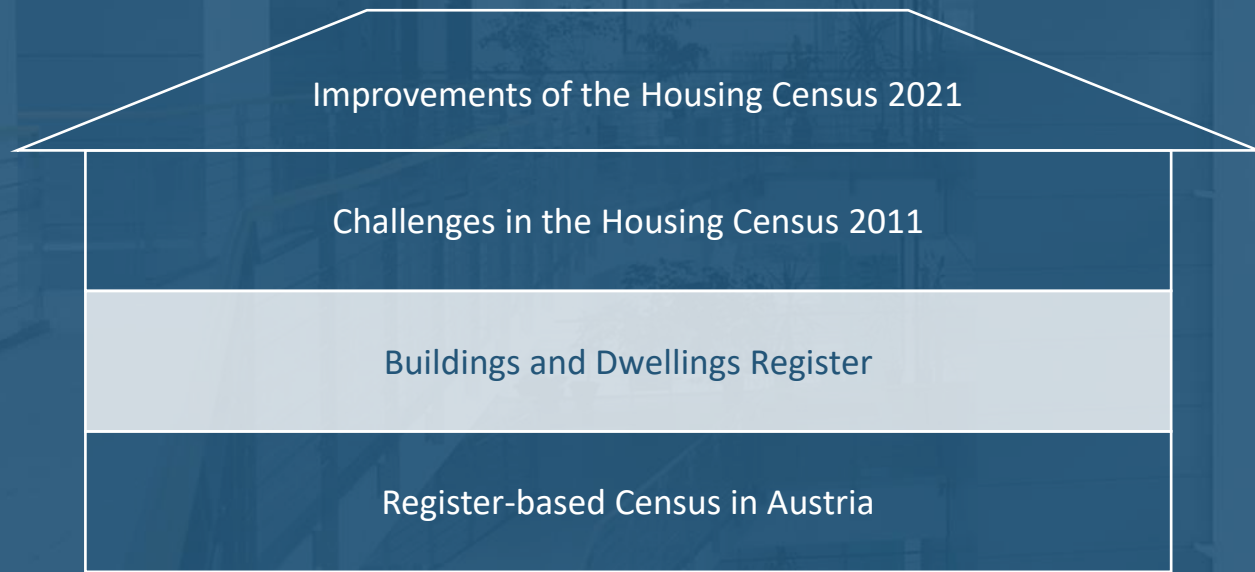 Improvements of the Housing Census 2021
Challenges in the Housing Census 2011
Buildings and Dwellings Register
Register-based Census in Austria